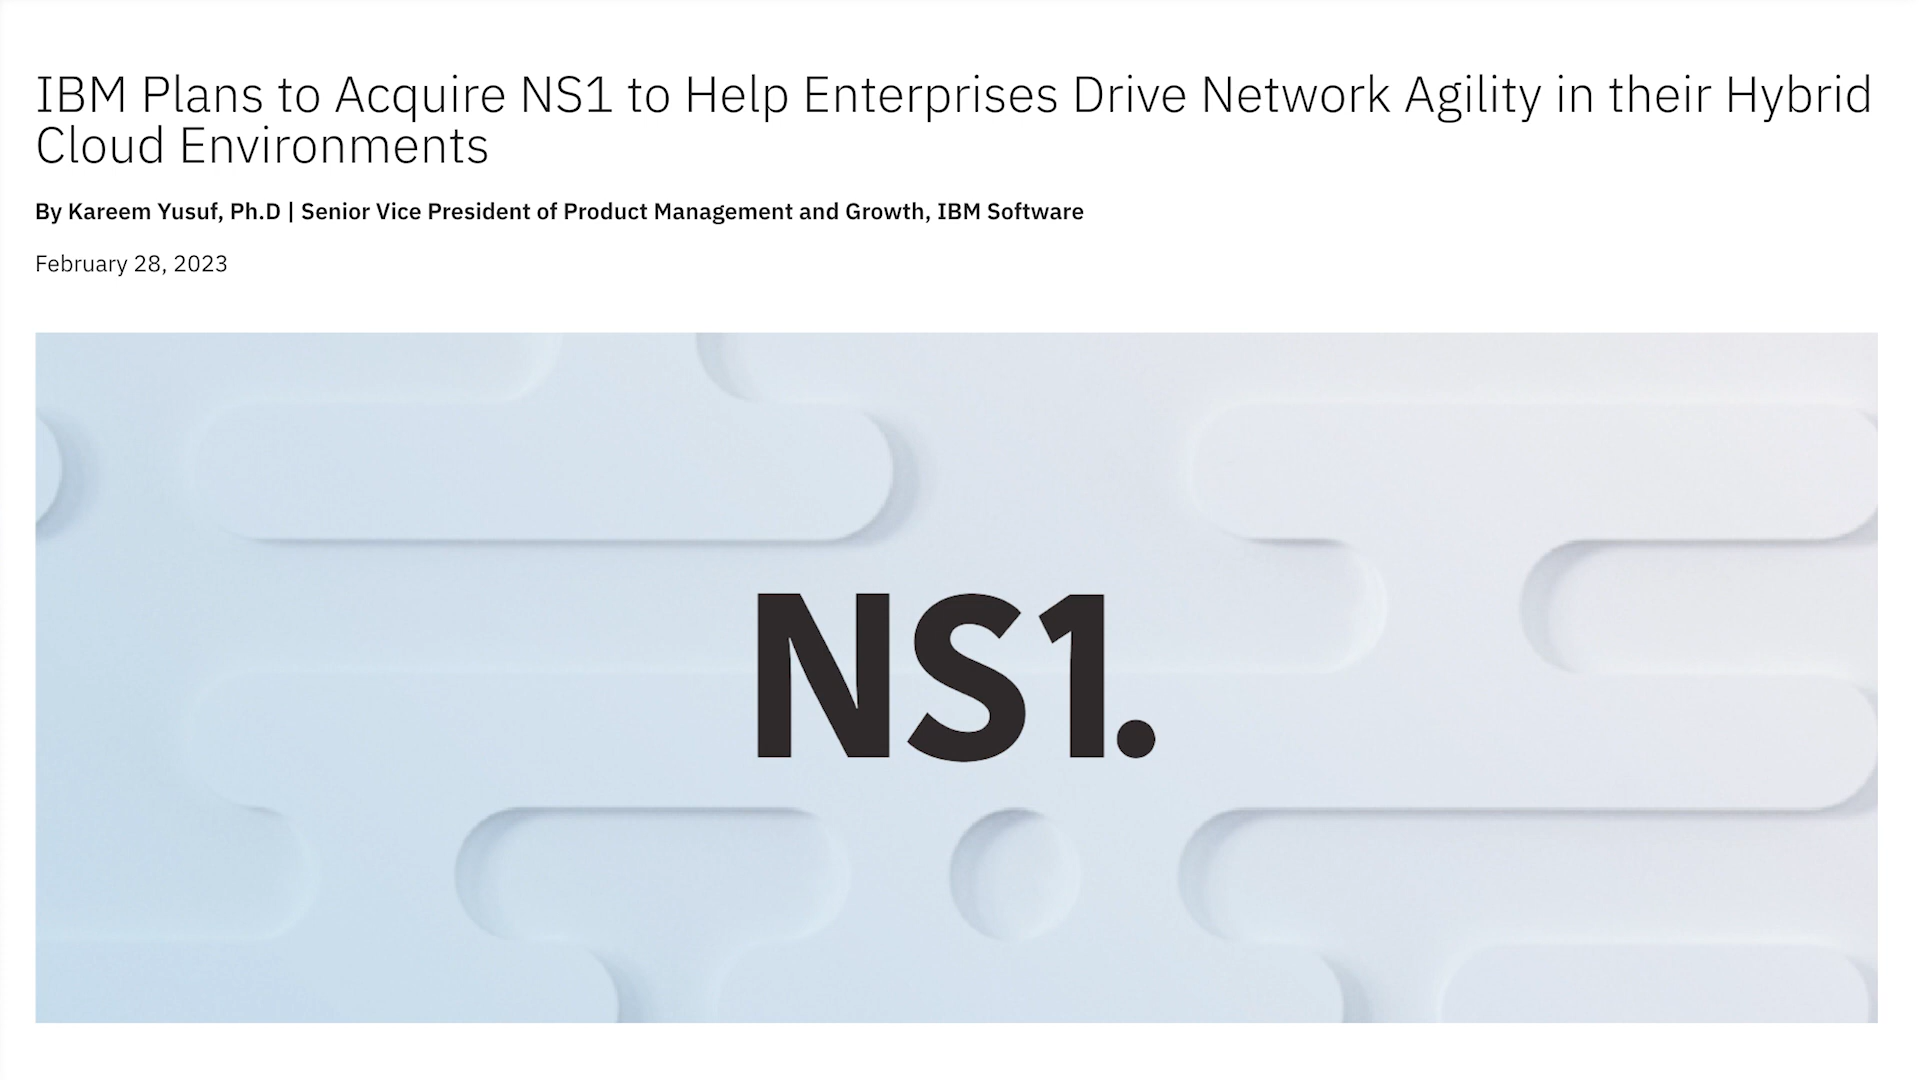 IBM Plans to Acquire NS1 to Help Enterprises Drive Network Agility in their Hybrid
Cloud Environments
By Kareem Yusuf, Ph.D | Senior Vice President of Product Management and Growth, IBM Software
February 28, 2023
NS1.